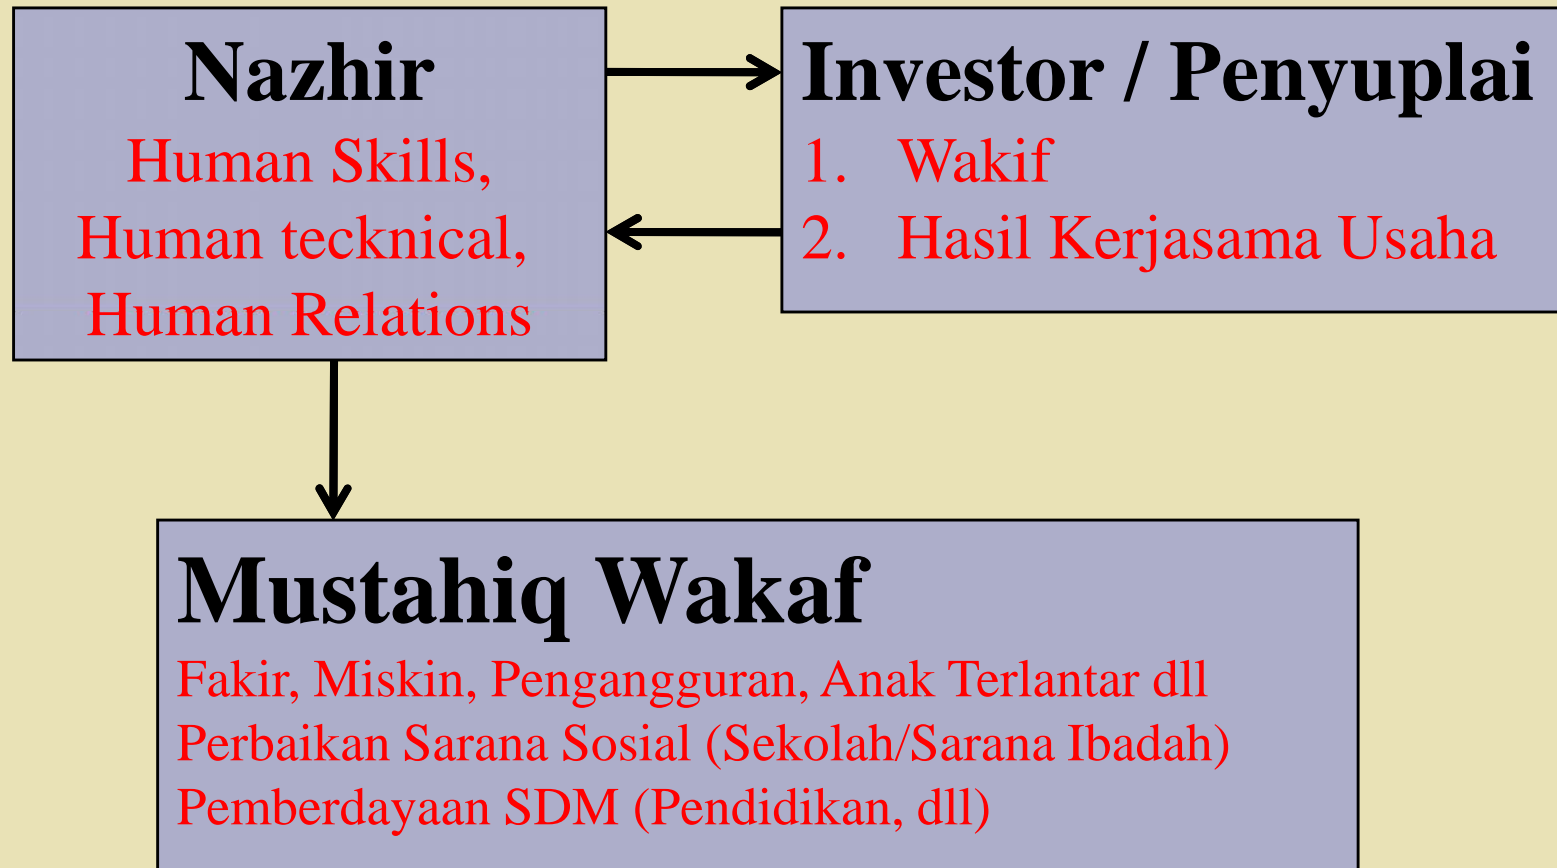 Nazhir
Human Skills,
Human tecknical,
Human Relations
Investor / Penyuplai
1. Wakif
2. Hasil Kerjasama Usaha
Mustahiq Wakaf
Fakir, Miskin, Pengangguran, Anak Terlantar dll
Perbaikan Sarana Sosial (Sekolah/Sarana Ibadah)
Pemberdayaan SDM (Pendidikan, dll)